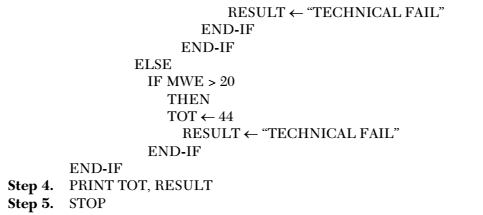 RESULT ← “TECHNICAL FAIL”
END-IF
END-IF
ELSE
IF MWE > 20
THEN
TOT ← 44
RESULT ← “TECHNICAL FAIL”
END-IF
END-IF
Step 4. PRINT TOT, RESULT
Step 5. STOP